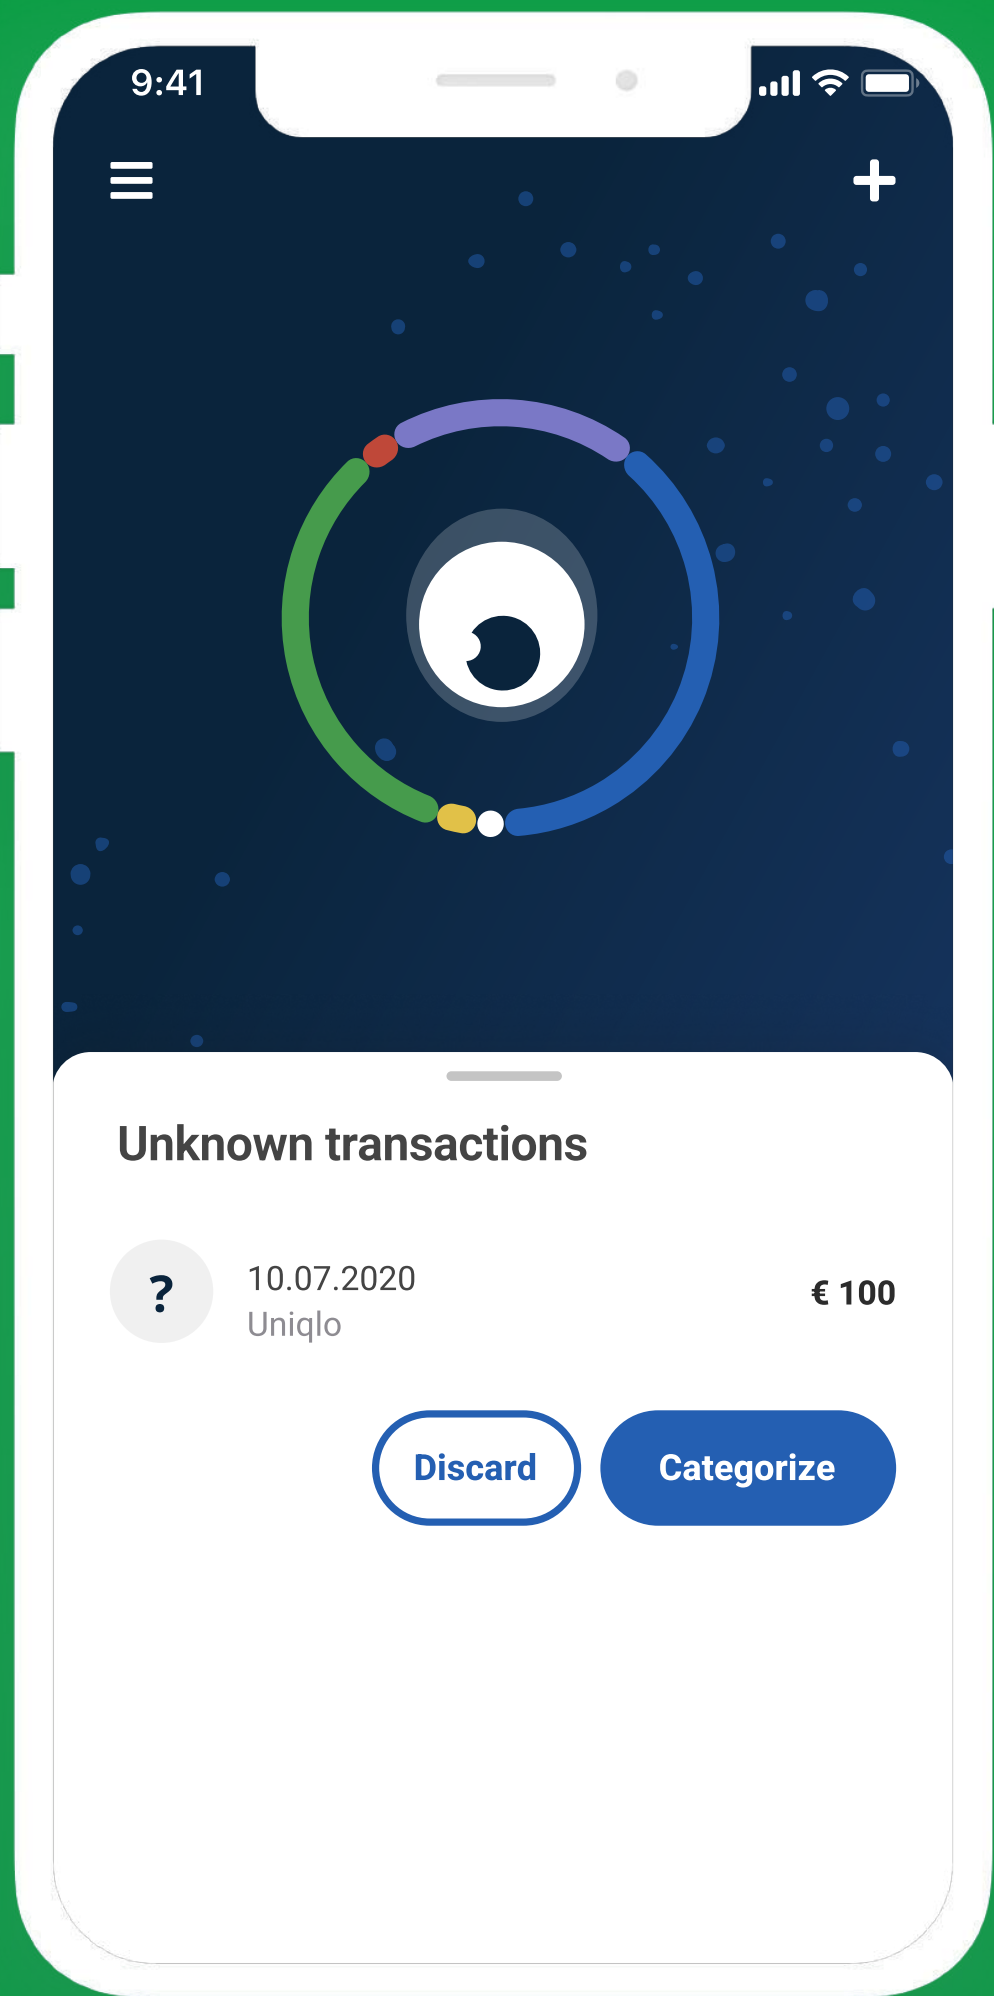 9:41
Unknown transactions
?
10.07.2020
Uniqlo
€ 100
Discard
Categorize